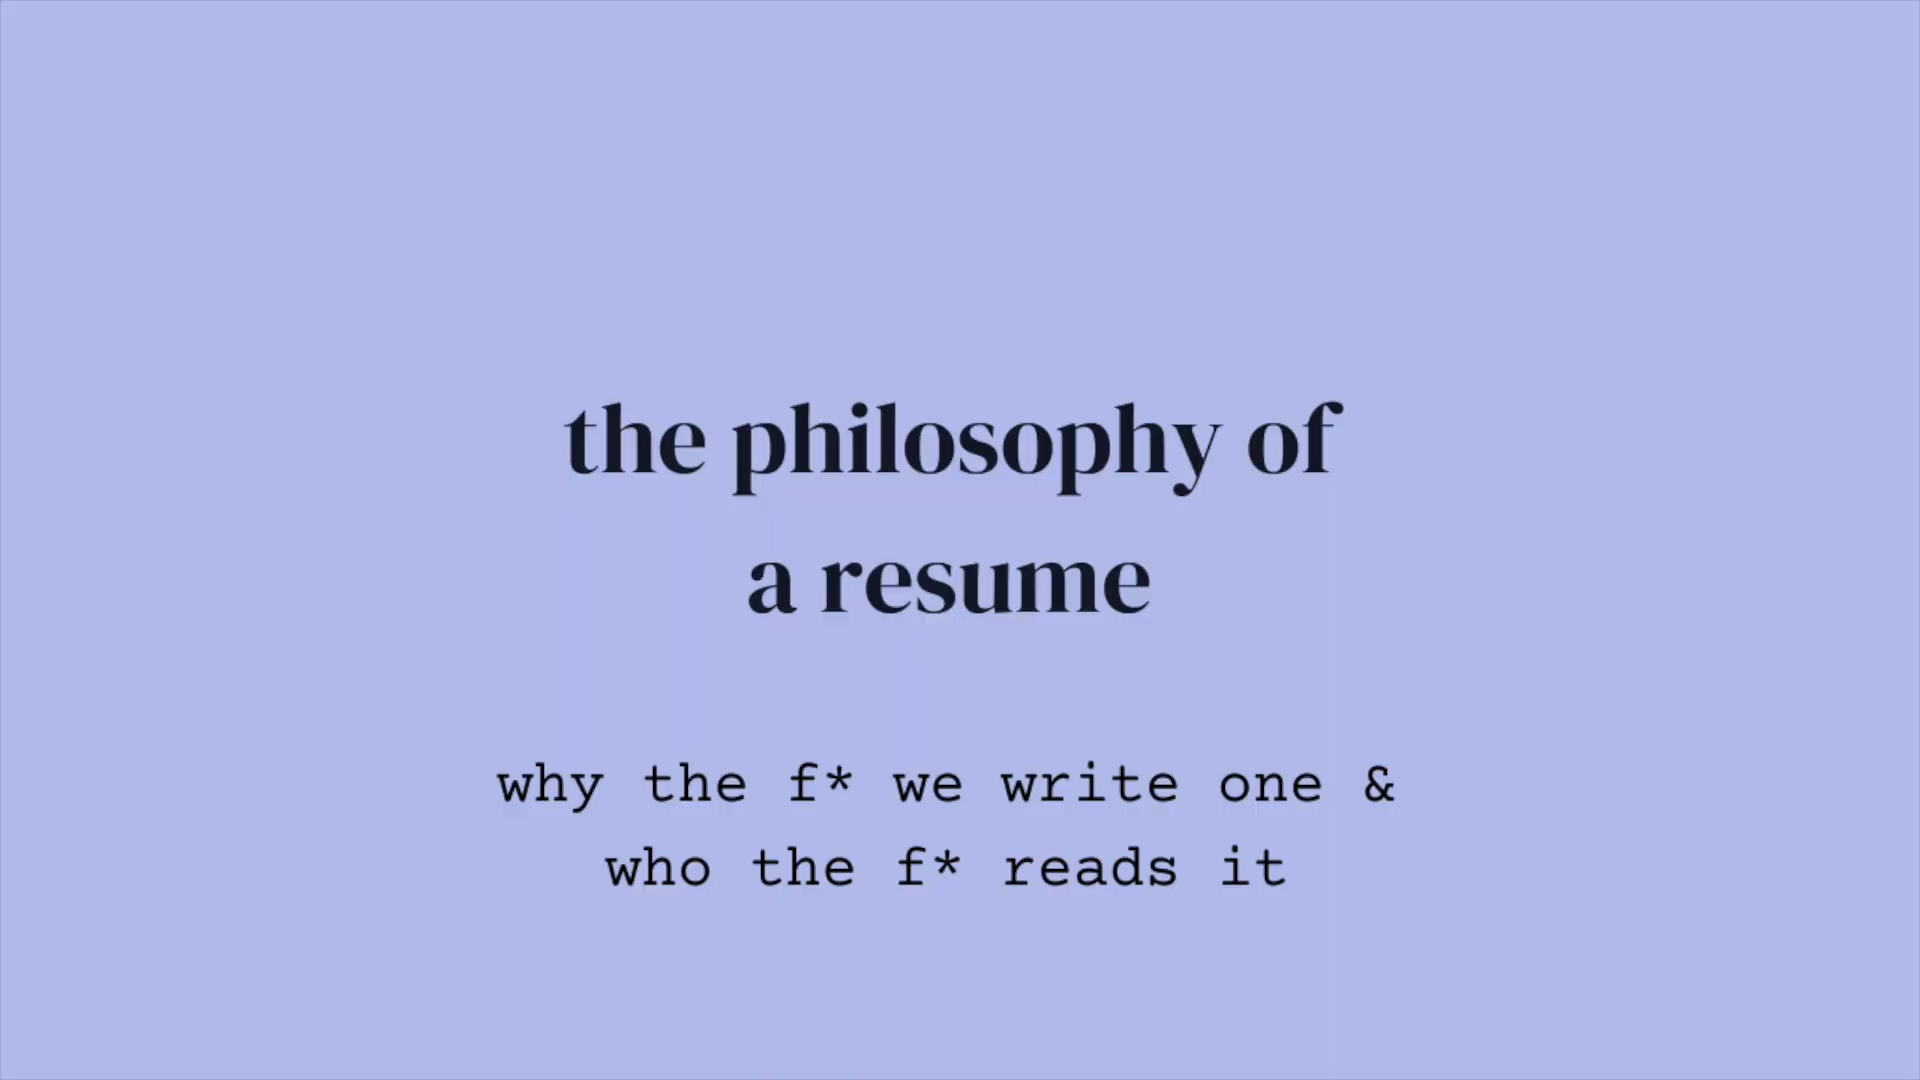 the philosophy of
a resume
why the f* we write one &
who the f* reads it